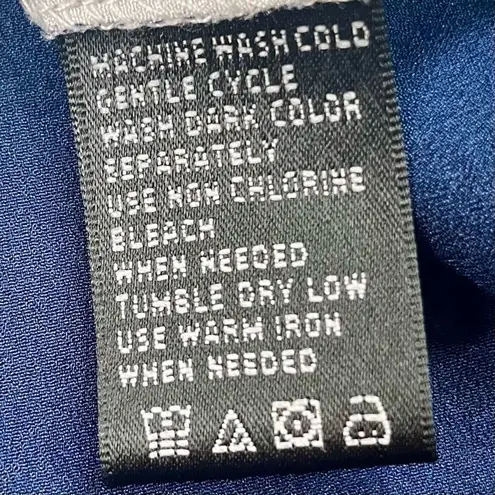 MACHINE WASH COLD
GENTLE CYCLE
WASH DARK COLOR
SEPARATELY
USE NON CHLORINE
BLEACH
WHEN NEEDED
TUMBLE DRY LOW
USE WARM IRON
WHEN NEEDED